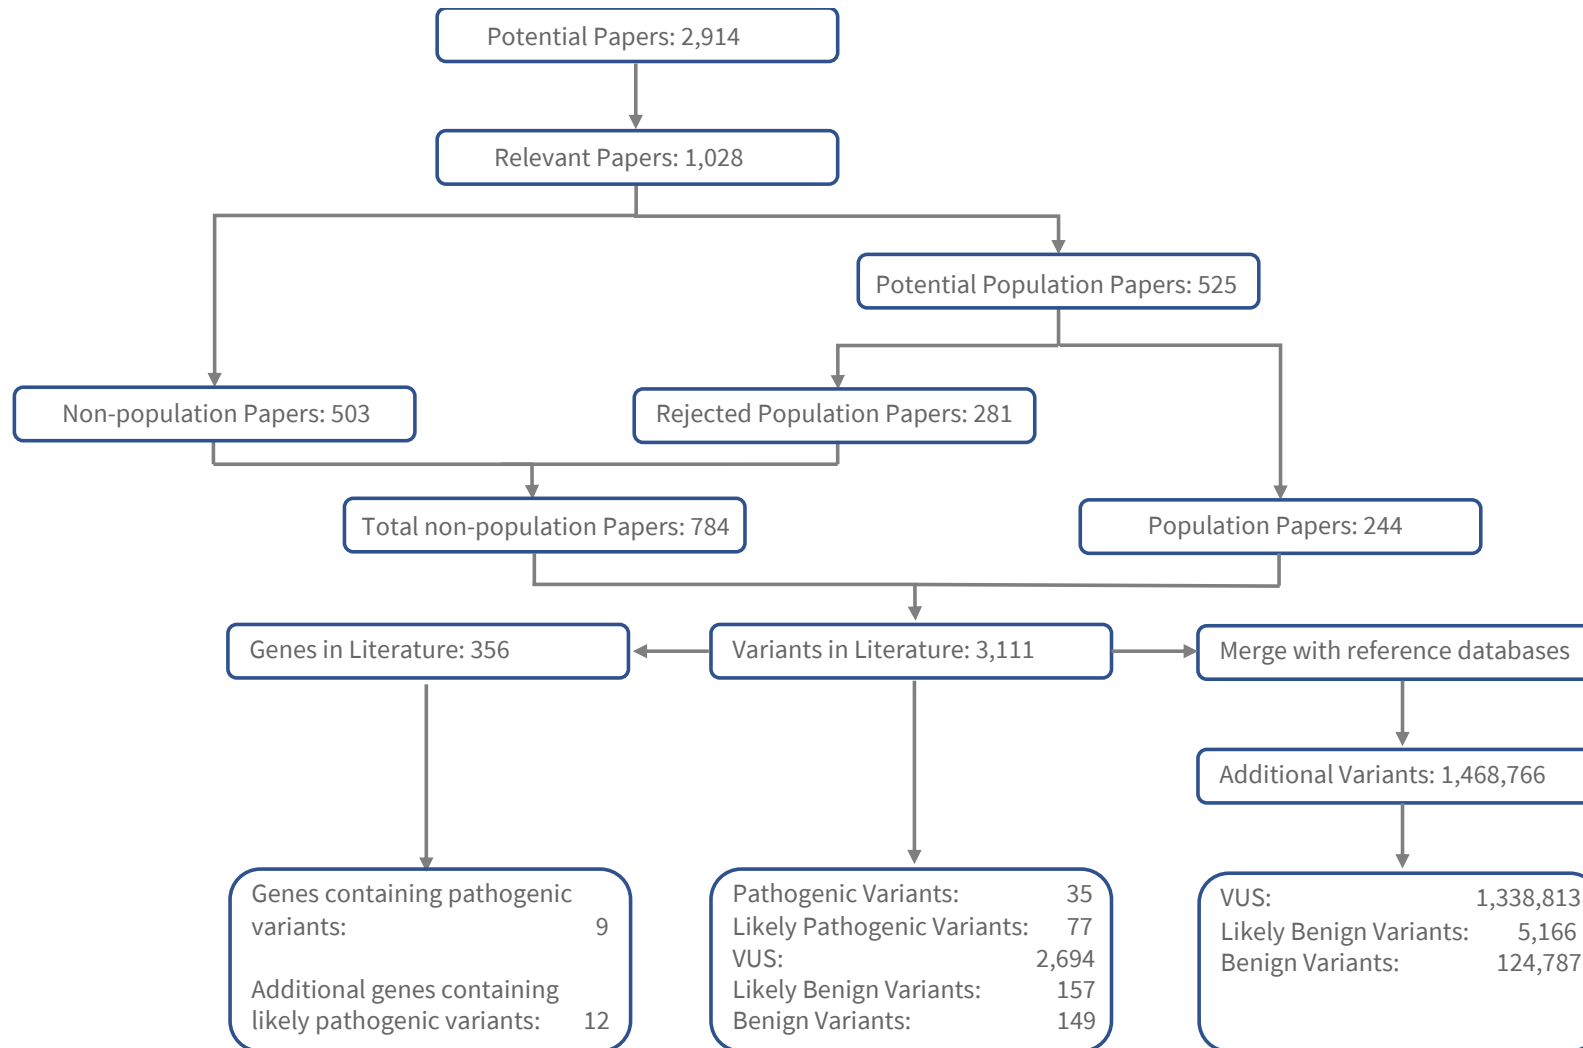 Potential Papers: 2,914
Relevant Papers: 1,028
Potential Population Papers: 525
Non-population Papers: 503
Rejected Population Papers: 281
Total non-population Papers: 784
Population Papers: 244
Genes in Literature: 356
Variants in Literature: 3,111
Merge with reference databases
Additional Variants: 1,468,766
Genes containing pathogenic
variants: 9
Additional genes containing
likely pathogenic variants: 12
Pathogenic Variants: 35
Likely Pathogenic Variants: 77
VUS: 2,694
Likely Benign Variants: 157
Benign Variants: 149
VUS: 1,338,813
Likely Benign Variants: 5,166
Benign Variants: 124,787